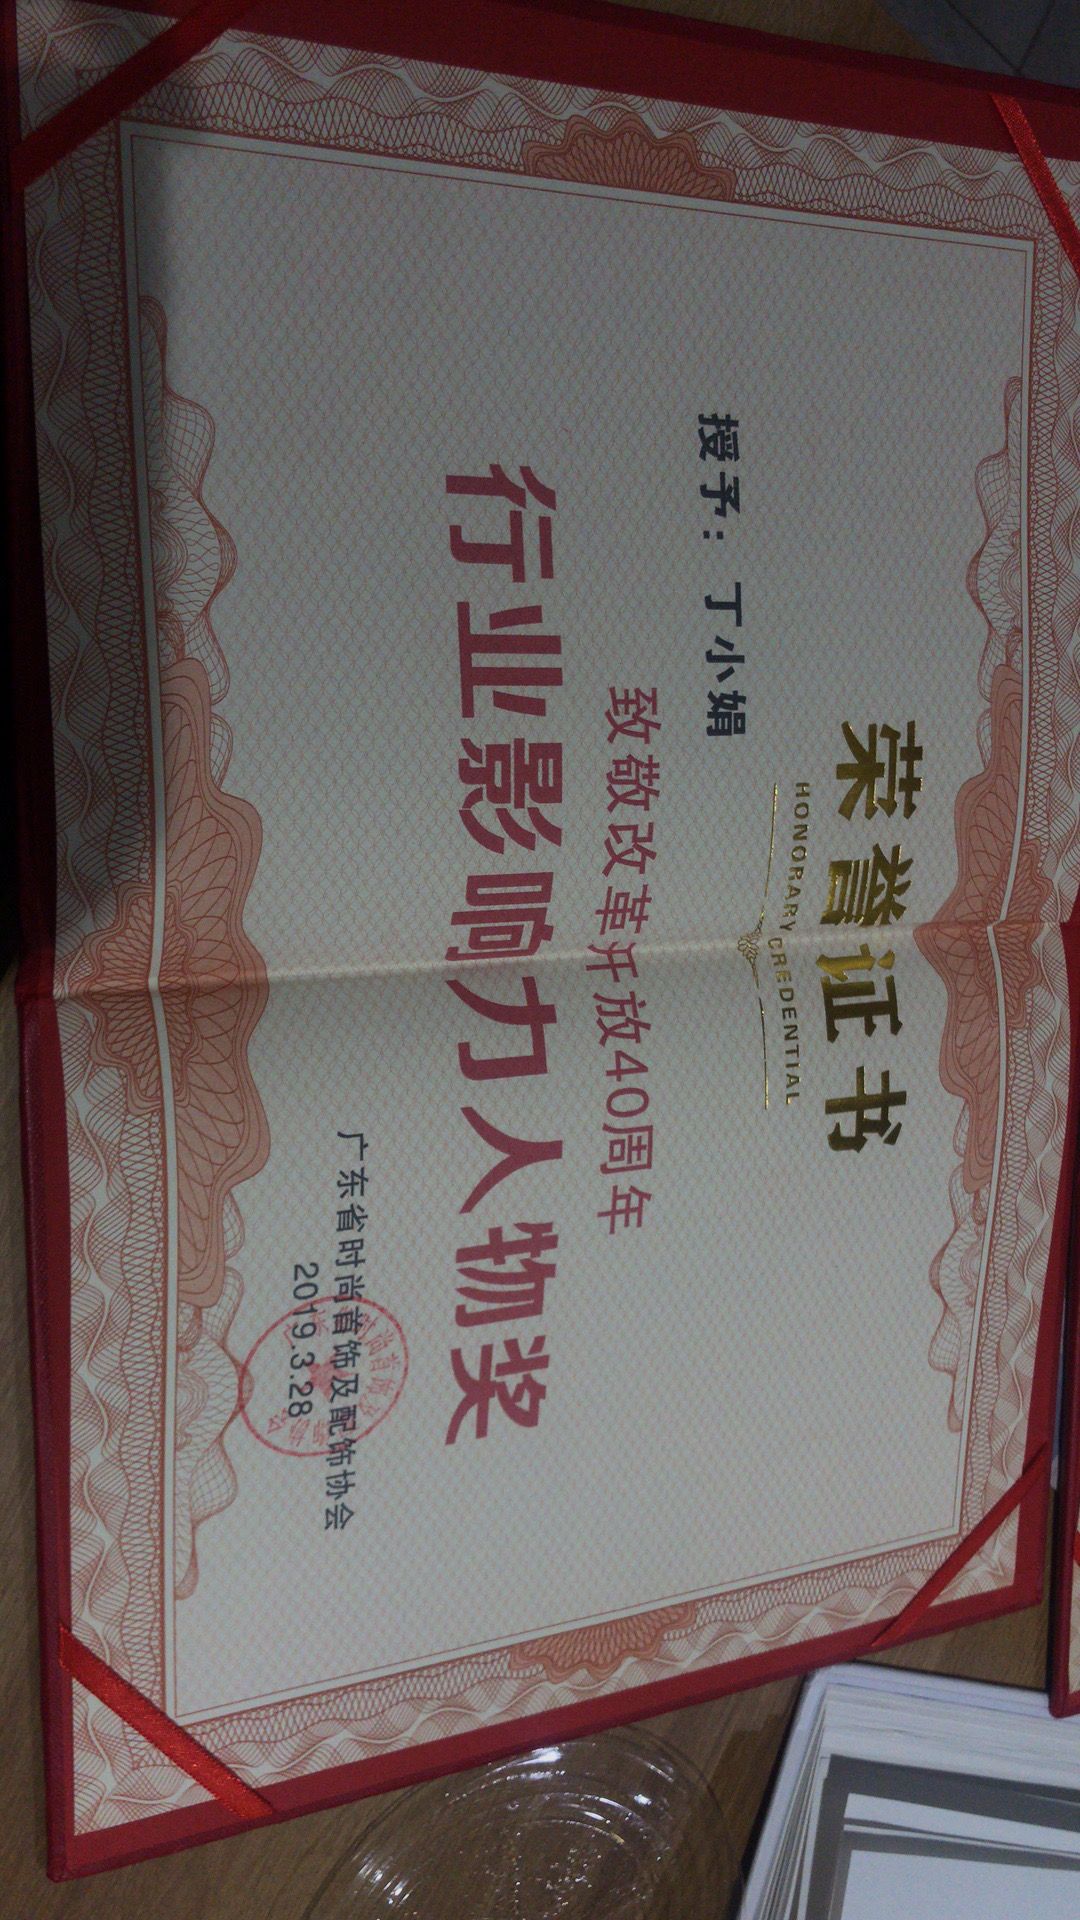 荣誉证书
HONORARY CREDENTIAL
授予：丁小娟
致敬改革开放40周年
行业影响力人物奖
广东省时尚首饰及配饰协会
2019.3.28